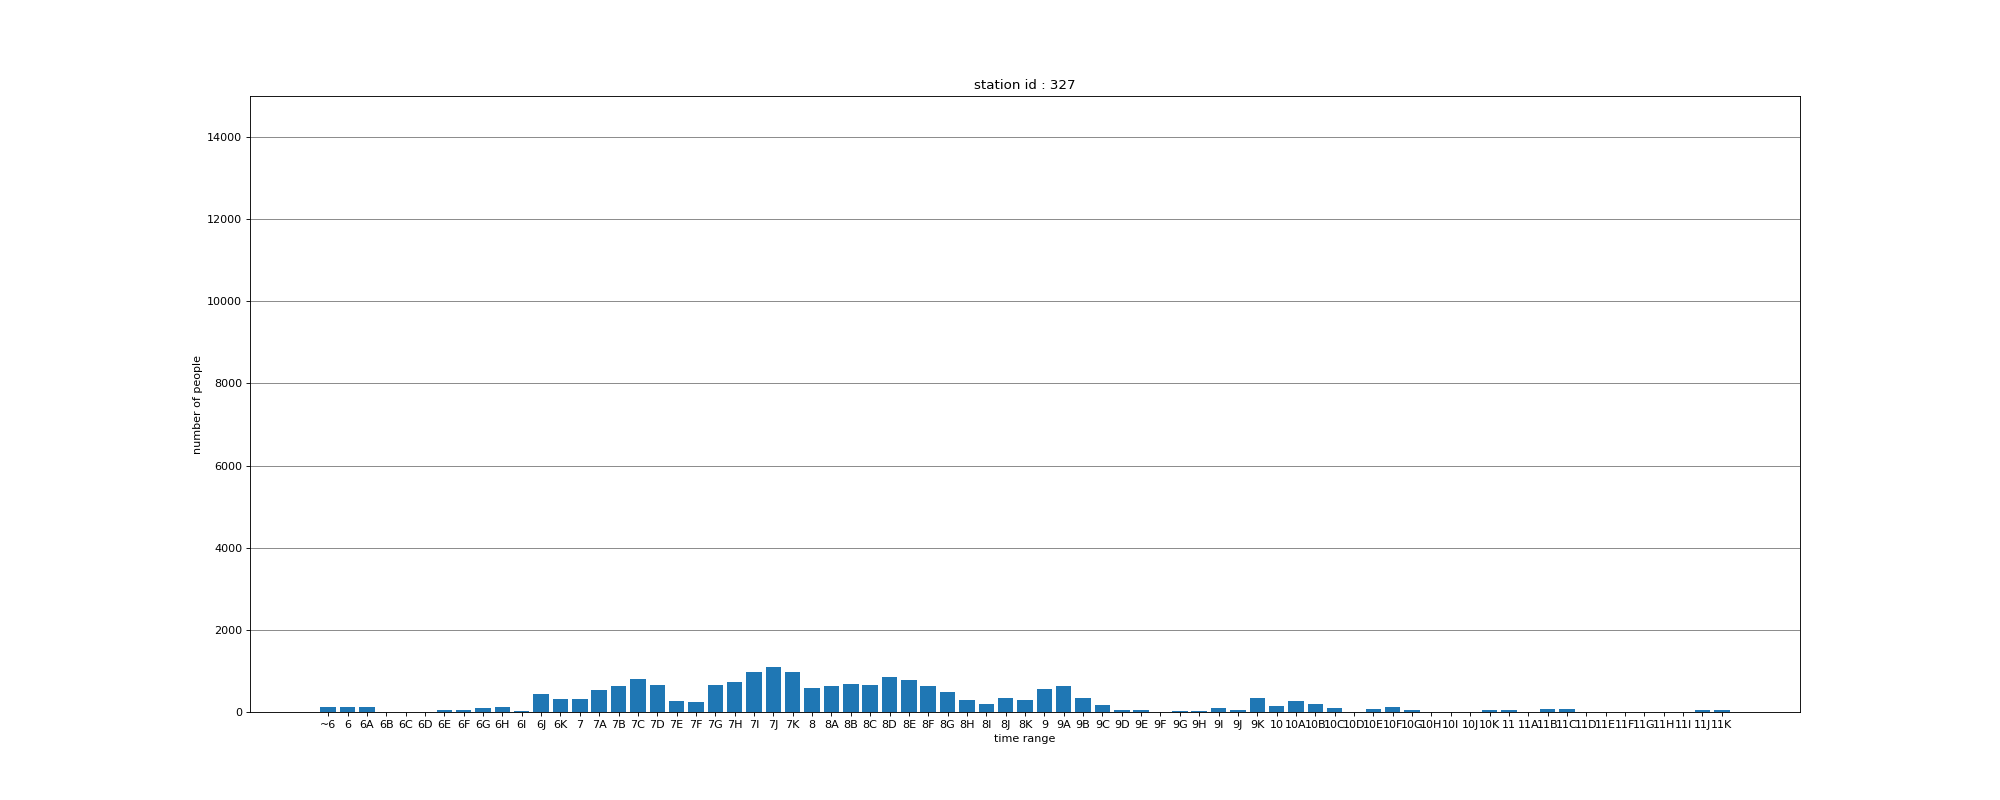 station id : 327
14000
12000
10000
8000
6000
4000
2000
0
number of people
~6 6 6A 6B 6C 6D 6E 6F 6G 6H 6I 6J 6K 7 7A 7B 7C 7D 7E 7F 7G 7H 7I 7J 7K 8 8A 8B 8C 8D 8E 8F 8G 8H 8I 8J 8K 9 9A 9B 9C 9D 9E 9F 9G 9H 9I 9J 9K 10 10A 10B 10C 10D 10E 10F 10G 10H 10I 10J 10K 11 11A 11B 11C 11D 11E 11F 11G 11H 11I 11J 11K
time range